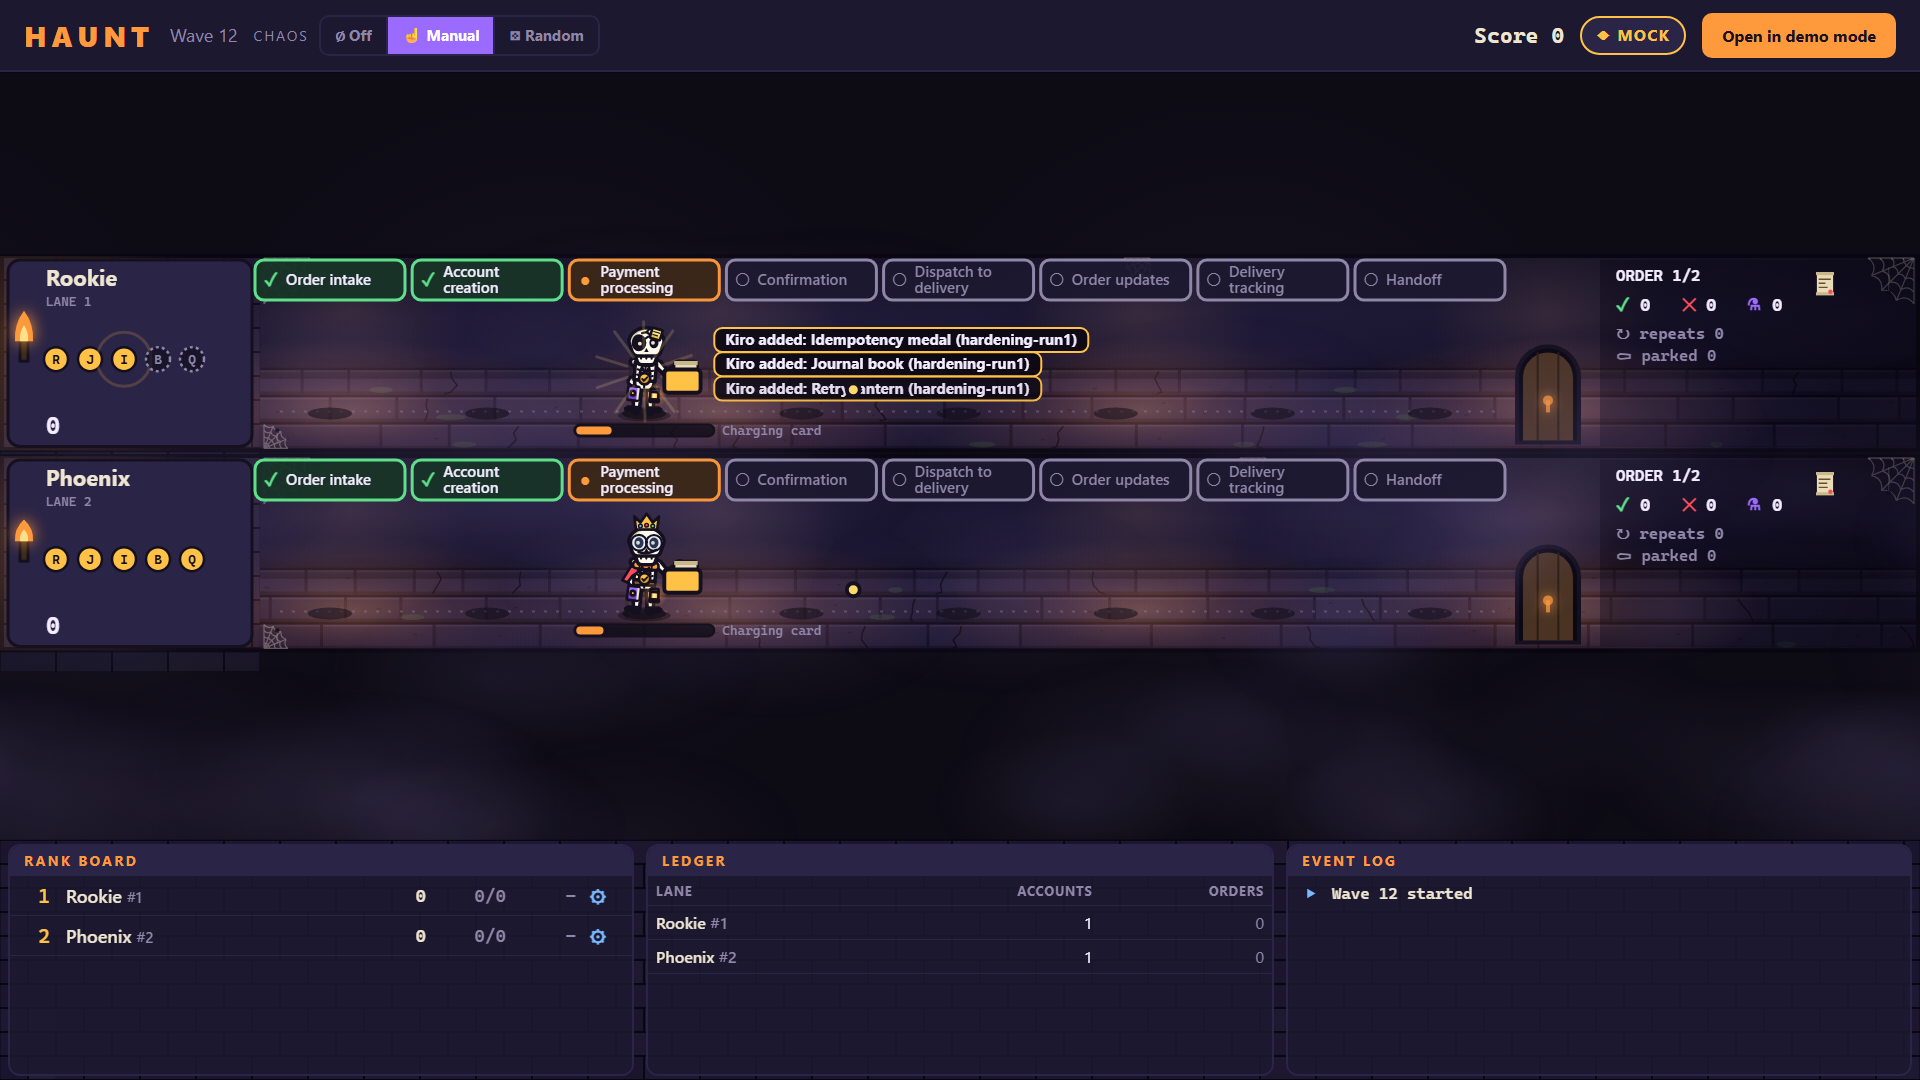 HAUNT Wave 12 CHAOS Off Manual Random Score 0 MOCK Open in demo mode
Rookie
LANE 1
R J I B Q
0
Order intake
Account creation
Payment processing
Confirmation
Dispatch to delivery
Order updates
Delivery tracking
Handoff
Kiro added: Idempotency medal (hardening-run1)
Kiro added: Journal book (hardening-run1)
Kiro added: Retry antern (hardening-run1)
Charging card
ORDER 1/2
0 0 0
repeats 0
parked 0
Phoenix
LANE 2
R J I B Q
0
Order intake
Account creation
Payment processing
Confirmation
Dispatch to delivery
Order updates
Delivery tracking
Handoff
Charging card
ORDER 1/2
0 0 0
repeats 0
parked 0
RANK BOARD
1 Rookie #1 0 0/0 –
2 Phoenix #2 0 0/0 –
LEDGER
LANE ACCOUNTS ORDERS
Rookie #1 1 0
Phoenix #2 1 0
EVENT LOG
Wave 12 started